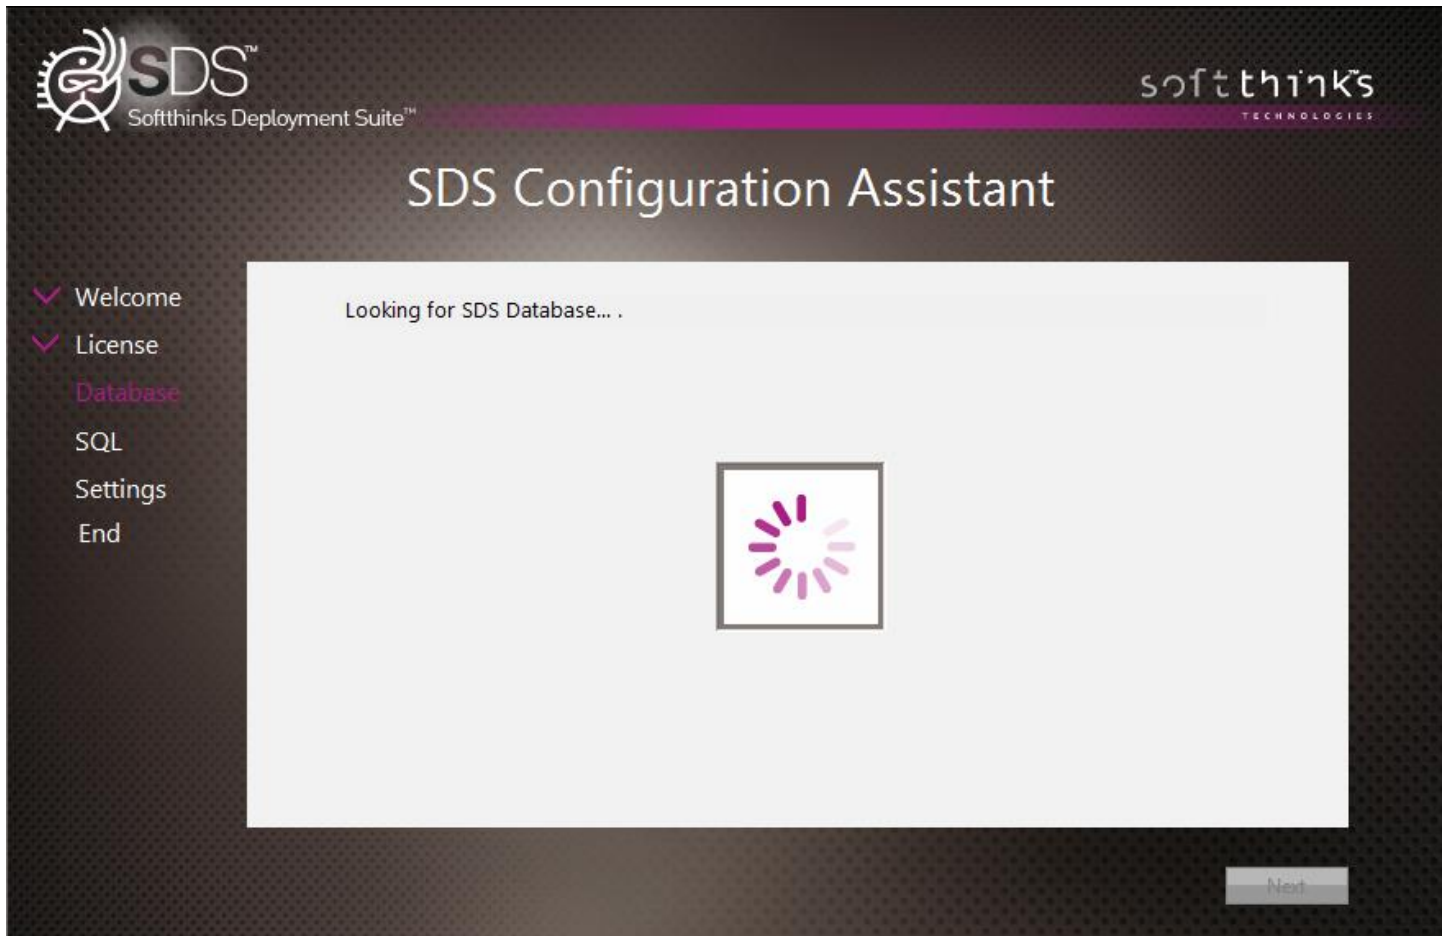 SDS™
Softthinks Deployment Suite™
softthinks™
TECHNOLOGIES
SDS Configuration Assistant
Welcome
License
Database
SQL
Settings
End
Looking for SDS Database... .
Next